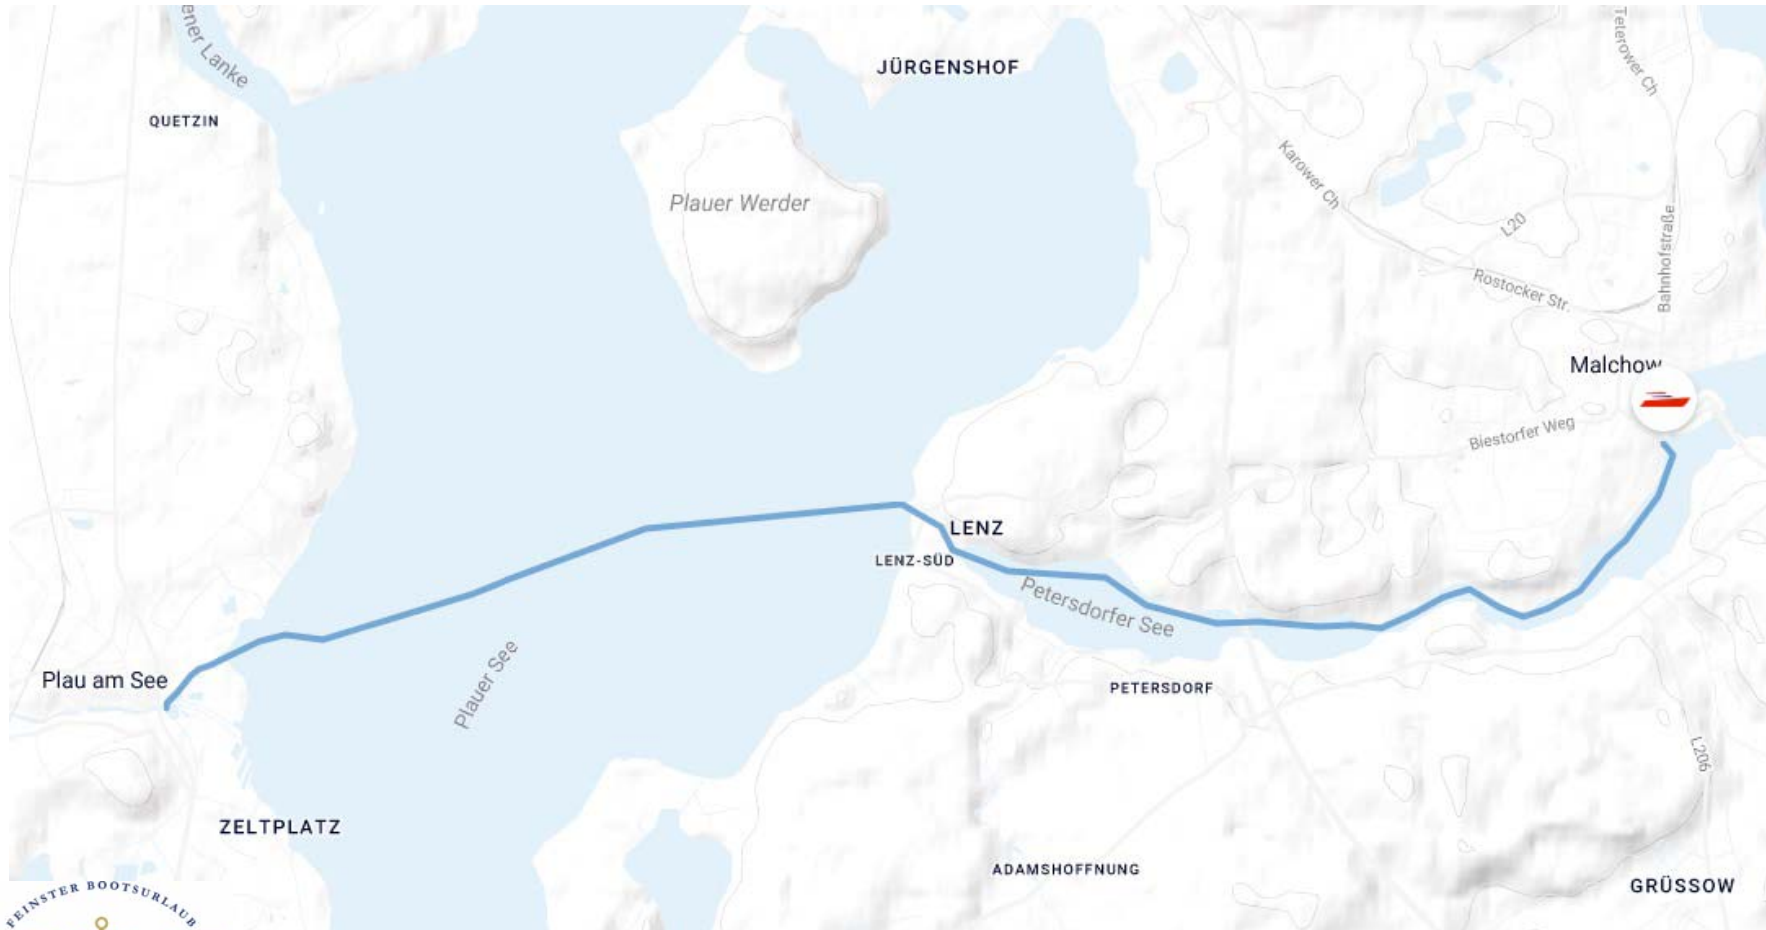 ener Lanke
JÜRGENSHOF
Teterower Ch
QUETZIN
Karower Ch
Plauer Werder
L20
Bahnhofstraße
Rostocker Str.
Malchow
Biestorfer Weg
LENZ
LENZ-SÜD
Petersdorfer See
Plau am See
Plauer See
PETERSDORF
L206
ZELTPLATZ
ADAMSHOFFNUNG
GRÜSSOW
FEINSTER BOOTSURLAUB